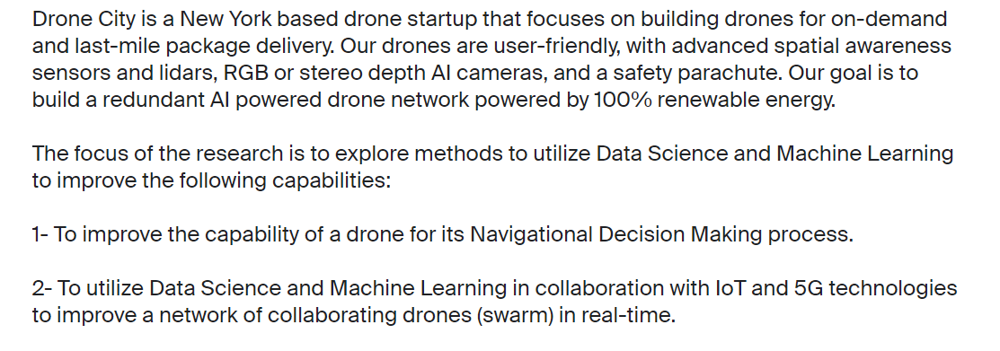 Drone City is a New York based drone startup that focuses on building drones for on-demand
and last-mile package delivery. Our drones are user-friendly, with advanced spatial awareness
sensors and lidars, RGB or stereo depth AI cameras, and a safety parachute. Our goal is to
build a redundant AI powered drone network powered by 100% renewable energy.
The focus of the research is to explore methods to utilize Data Science and Machine Learning
to improve the following capabilities:
1- To improve the capability of a drone for its Navigational Decision Making process.
2- To utilize Data Science and Machine Learning in collaboration with IoT and 5G technologies
to improve a network of collaborating drones (swarm) in real-time.